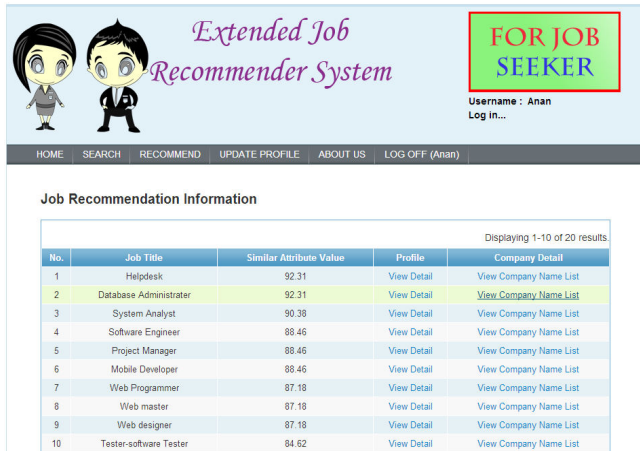 Extended Job
Recommender System
FOR JOB
SEEKER
Username : Anan
Log in...
HOME SEARCH RECOMMEND UPDATE PROFILE ABOUT US LOG OFF (Anan)
Job Recommendation Information
Displaying 1-10 of 20 results.
No. Job Title Similar Attribute Value Profile Company Detail
1 Helpdesk 92.31 View Detail View Company Name List
2 Database Administrater 92.31 View Detail View Company Name List
3 System Analyst 90.38 View Detail View Company Name List
4 Software Engineer 88.46 View Detail View Company Name List
5 Project Manager 88.46 View Detail View Company Name List
6 Mobile Developer 88.46 View Detail View Company Name List
7 Web Programmer 87.18 View Detail View Company Name List
8 Web master 87.18 View Detail View Company Name List
9 Web designer 87.18 View Detail View Company Name List
10 Tester-software Tester 84.62 View Detail View Company Name List